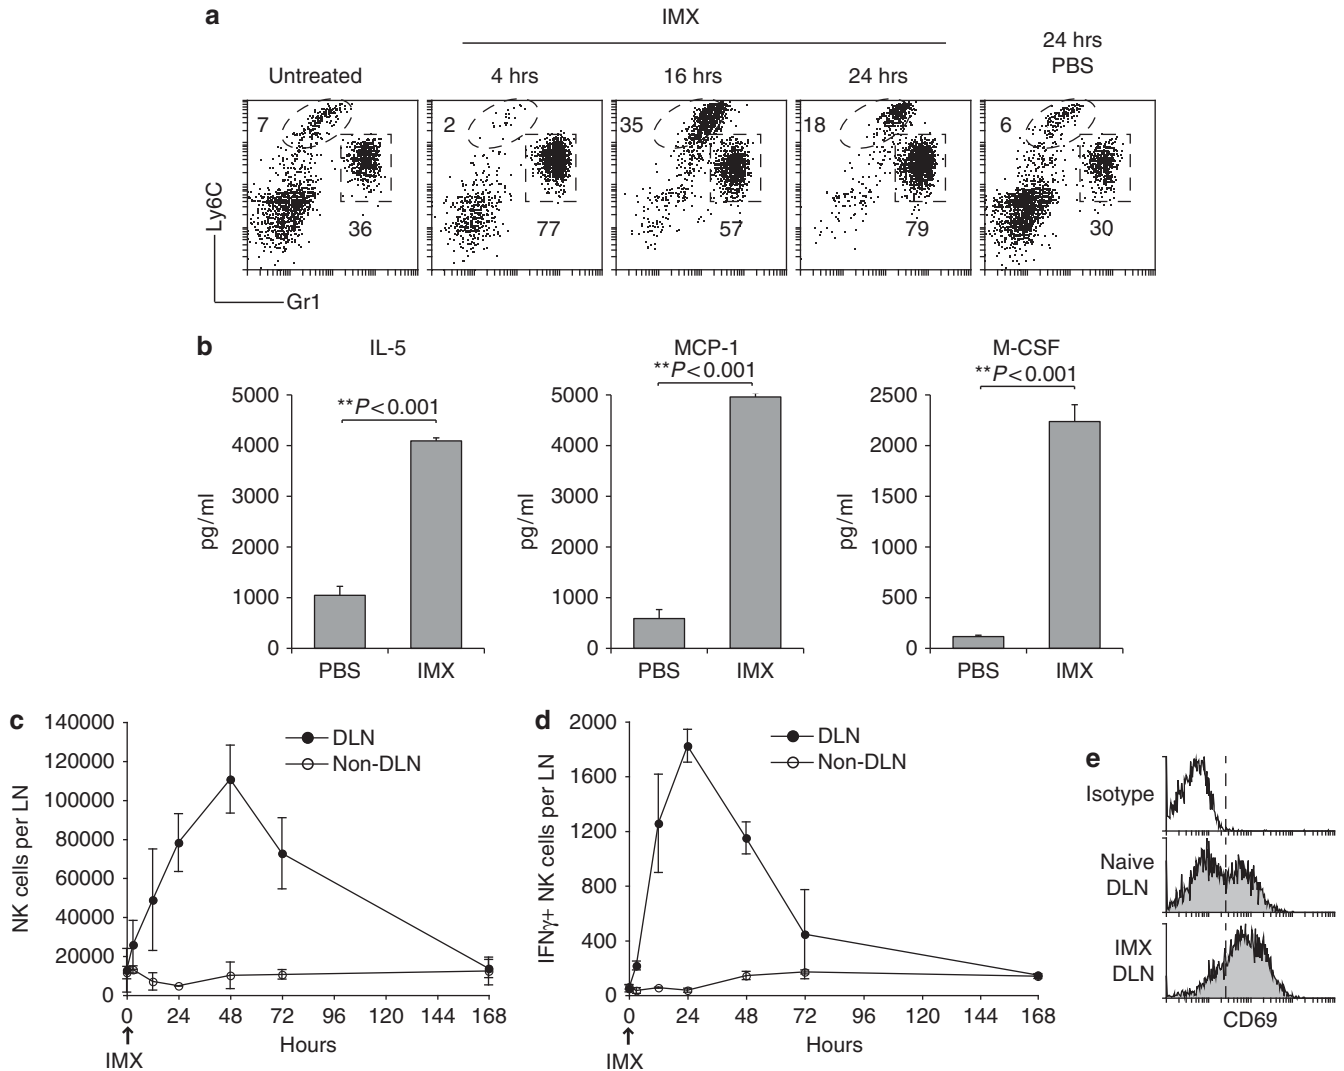 a
IMX
Untreated
4 hrs
16 hrs
24 hrs
24 hrs
PBS
7
36
2
77
35
57
18
79
6
30
Ly6C
Gr1
b
IL-5
**P<0.001
pg/ml
5000
4000
3000
2000
1000
0
PBS
IMX
MCP-1
**P<0.001
pg/ml
5000
4000
3000
2000
1000
0
PBS
IMX
M-CSF
**P<0.001
pg/ml
2500
2000
1500
1000
500
0
PBS
IMX
c
NK cells per LN
140000
120000
100000
80000
60000
40000
20000
0
DLN
Non-DLN
0 24 48 72 96 120 144 168
IMX
Hours
d
IFNγ+ NK cells per LN
2000
1600
1200
800
400
0
DLN
Non-DLN
0 24 48 72 96 120 144 168
IMX
Hours
e
Isotype
Naive
DLN
IMX
DLN
CD69